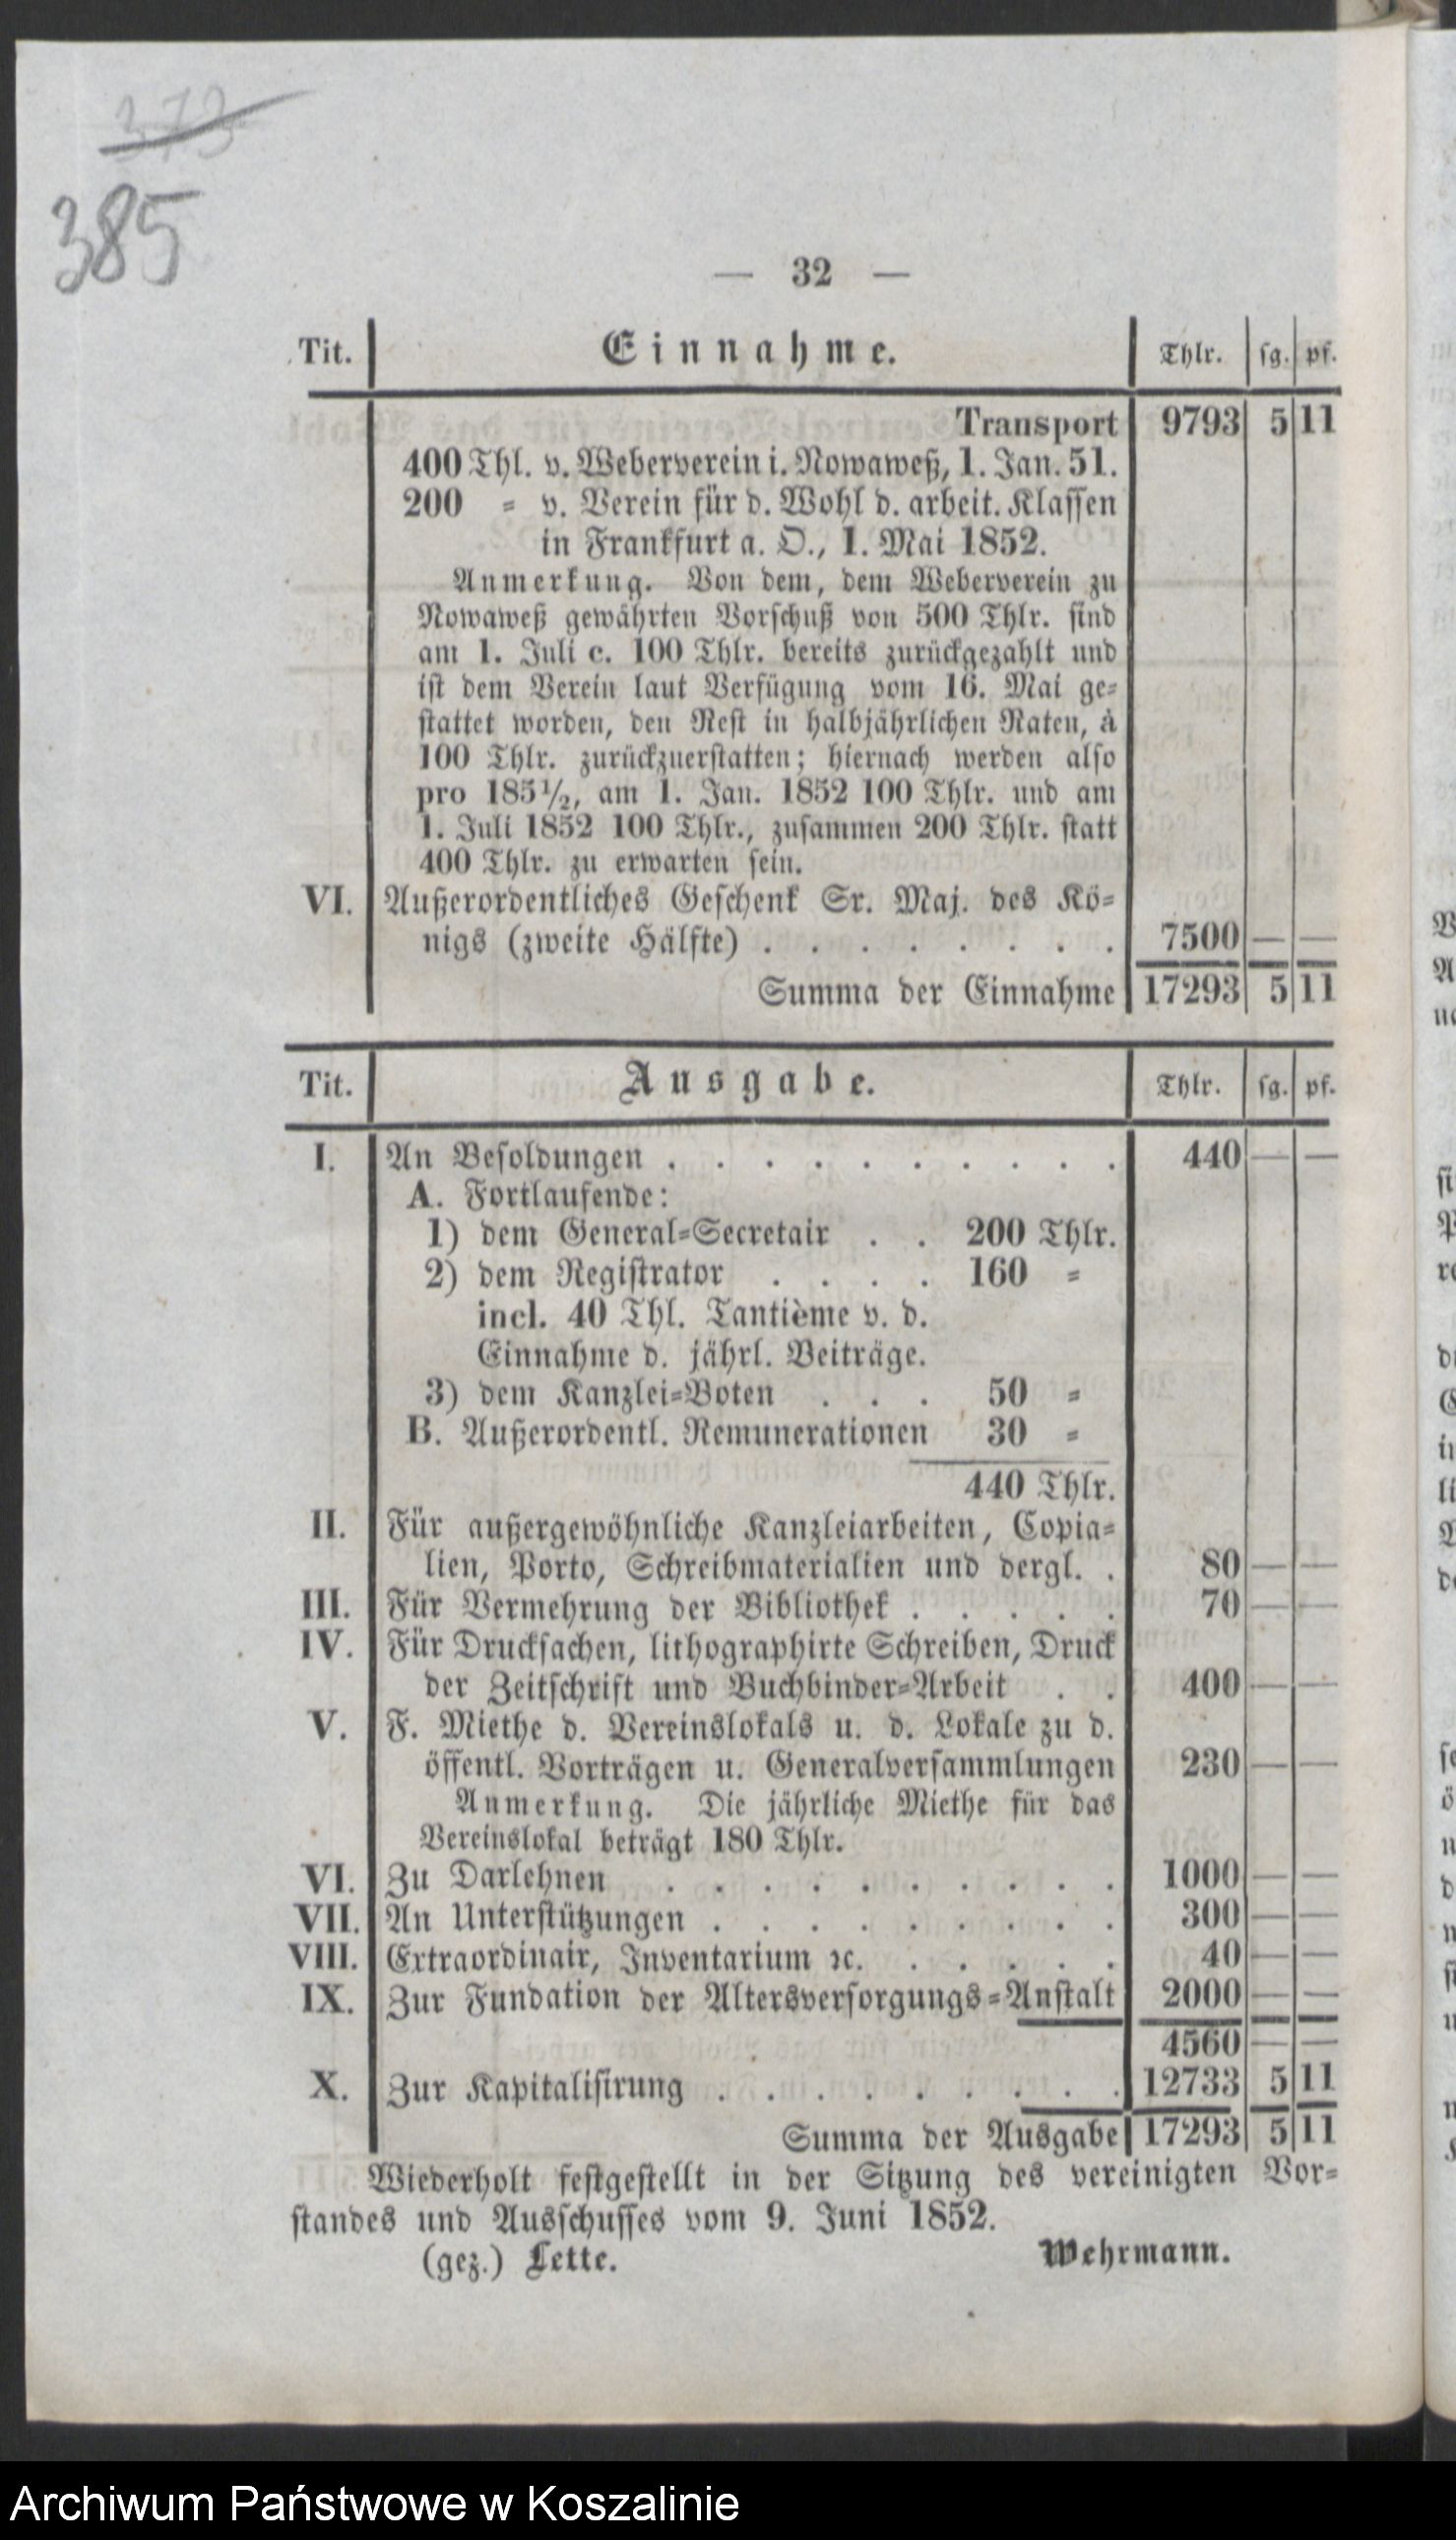 373
385
— 32 —
Tit. Einnahme. Thlr. sg. pf.
Transport 9793 5 11
400 Thl. v. Weberverein i. Nowaweß, 1. Jan. 51.
200 = v. Verein für d. Wohl d. arbeit. Klassen
in Frankfurt a. O., 1. Mai 1852.
Anmerkung. Von dem, dem Weberverein zu
Nowaweß gewährten Vorschuß von 500 Thlr. sind
am 1. Juli c. 100 Thlr. bereits zurückgezahlt und
ist dem Verein laut Verfügung vom 16. Mai ge=
stattet worden, den Rest in halbjährlichen Raten, à
100 Thlr. zurückzuerstatten; hiernach werden also
pro 185½, am 1. Jan. 1852 100 Thlr. und am
1. Juli 1852 100 Thlr., zusammen 200 Thlr. statt
400 Thlr. zu erwarten sein.
VI. Außerordentliches Geschenk Sr. Maj. des Kö=
nigs (zweite Hälfte) . . . . . . . . 7500 — —
Summa der Einnahme 17293 5 11
Tit. Ausgabe. Thlr. sg. pf.
I. An Besoldungen . . . . . . . . . . 440 — —
A. Fortlaufende:
1) dem General=Secretair . . 200 Thlr.
2) dem Registrator . . . . 160 =
incl. 40 Thl. Tantième v. d.
Einnahme d. jährl. Beiträge.
3) dem Kanzlei=Boten . . . 50 =
B. Außerordentl. Remunerationen 30 =
440 Thlr.
II. Für außergewöhnliche Kanzleiarbeiten, Copia=
lien, Porto, Schreibmaterialien und dergl. . 80 — —
III. Für Vermehrung der Bibliothek . . . . . 70 — —
IV. Für Drucksachen, lithographirte Schreiben, Druck
der Zeitschrift und Buchbinder=Arbeit . . 400 — —
V. F. Miethe d. Vereinslokals u. d. Lokale zu d.
öffentl. Vorträgen u. Generalversammlungen 230 — —
Anmerkung. Die jährliche Miethe für das
Vereinslokal beträgt 180 Thlr.
VI. Zu Darlehnen . . . . . . . . . . 1000 — —
VII. An Unterstützungen . . . . . . . . . 300 — —
VIII. Extraordinair, Inventarium ꝛc. . . . . . 40 — —
IX. Zur Fundation der Altersversorgungs=Anstalt 2000 — —
4560 — —
X. Zur Kapitalisirung . . . . . . . . . 12733 5 11
Summa der Ausgabe 17293 5 11
Wiederholt festgestellt in der Sitzung des vereinigten Vor=
standes und Ausschusses vom 9. Juni 1852.
(gez.) Lette. Wehrmann.
Archiwum Państwowe w Koszalinie